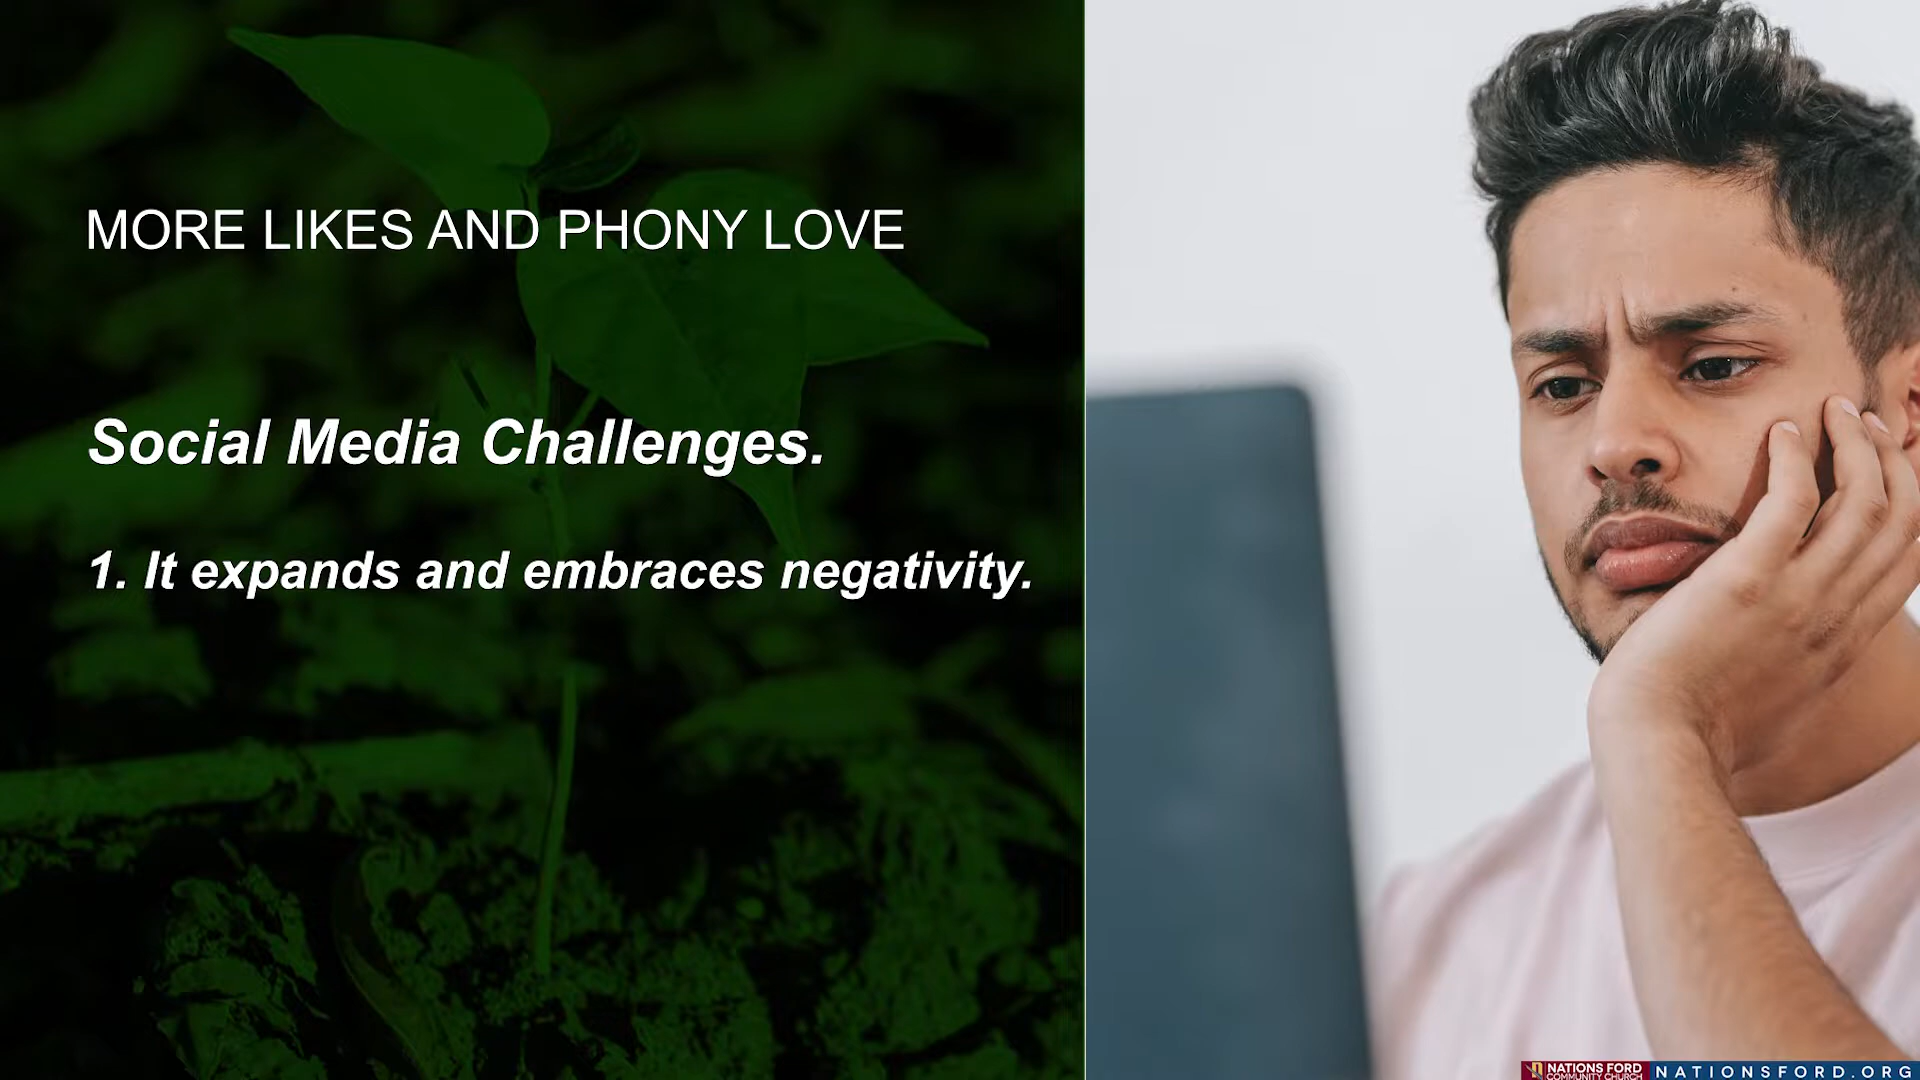 MORE LIKES AND PHONY LOVE
Social Media Challenges.
1. It expands and embraces negativity.
NATIONS FORD
COMMUNITY CHURCH
NATIONSFORD.ORG